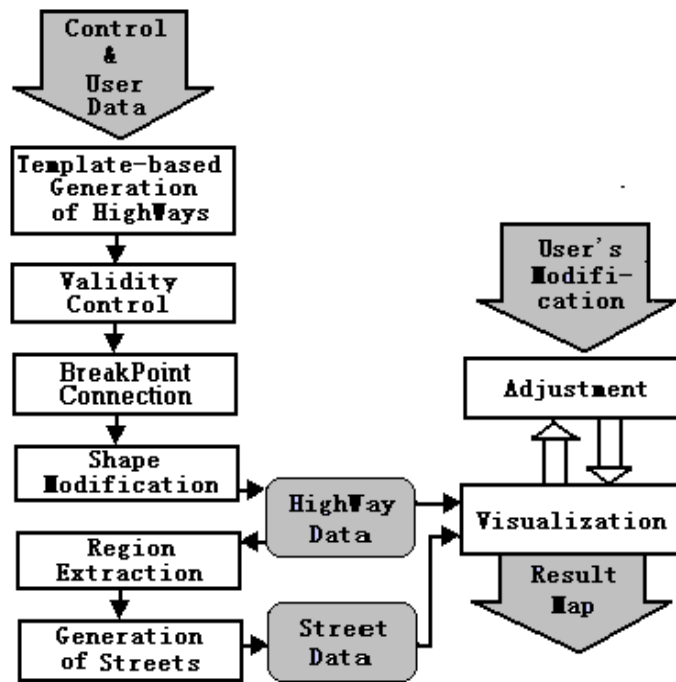 Control
&
User
Data
Template-based
Generation
of HighWays
Validity
Control
BreakPoint
Connection
Shape
Modification
Region
Extraction
Generation
of Streets
HighWay
Data
Street
Data
User's
Modifi-
cation
Adjustment
Visualization
Result
Map